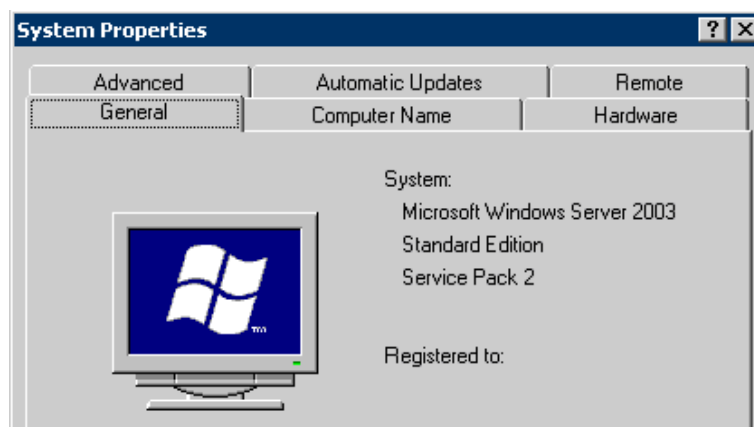 System Properties
Advanced Automatic Updates Remote
General Computer Name Hardware
System:
Microsoft Windows Server 2003
Standard Edition
Service Pack 2
Registered to: